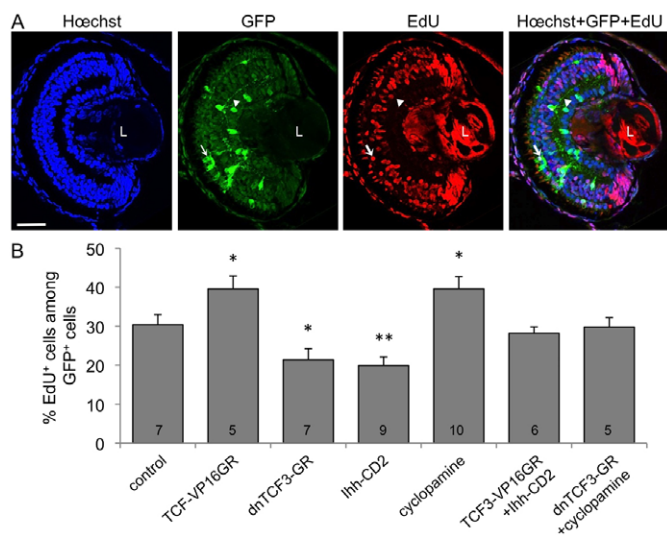 A
Hœchst
GFP
EdU
Hœchst+GFP+EdU
L
L
L
L
B
% EdU⁺ cells among
GFP⁺ cells
50
40
30
20
10
0
*
*
**
*
7
5
7
9
10
6
5
control
TCF-VP16GR
dnTCF3-GR
Ihh-CD2
cyclopamine
TCF3-VP16GR
+Ihh-CD2
dnTCF3-GR
+cyclopamine